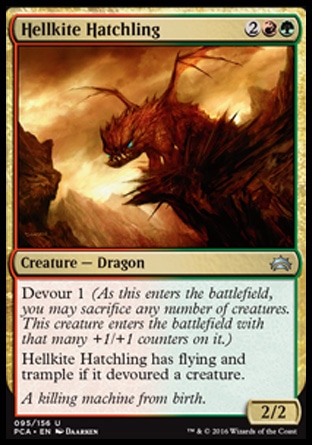 Hellkite Hatchling 2
Creature — Dragon
Devour 1 (As this enters the battlefield,
you may sacrifice any number of creatures.
This creature enters the battlefield with
that many +1/+1 counters on it.)
Hellkite Hatchling has flying and
trample if it devoured a creature.
A killing machine from birth.
2/2
095/156 U
PCA • EN Daarken
™ & © 2016 Wizards of the Coast